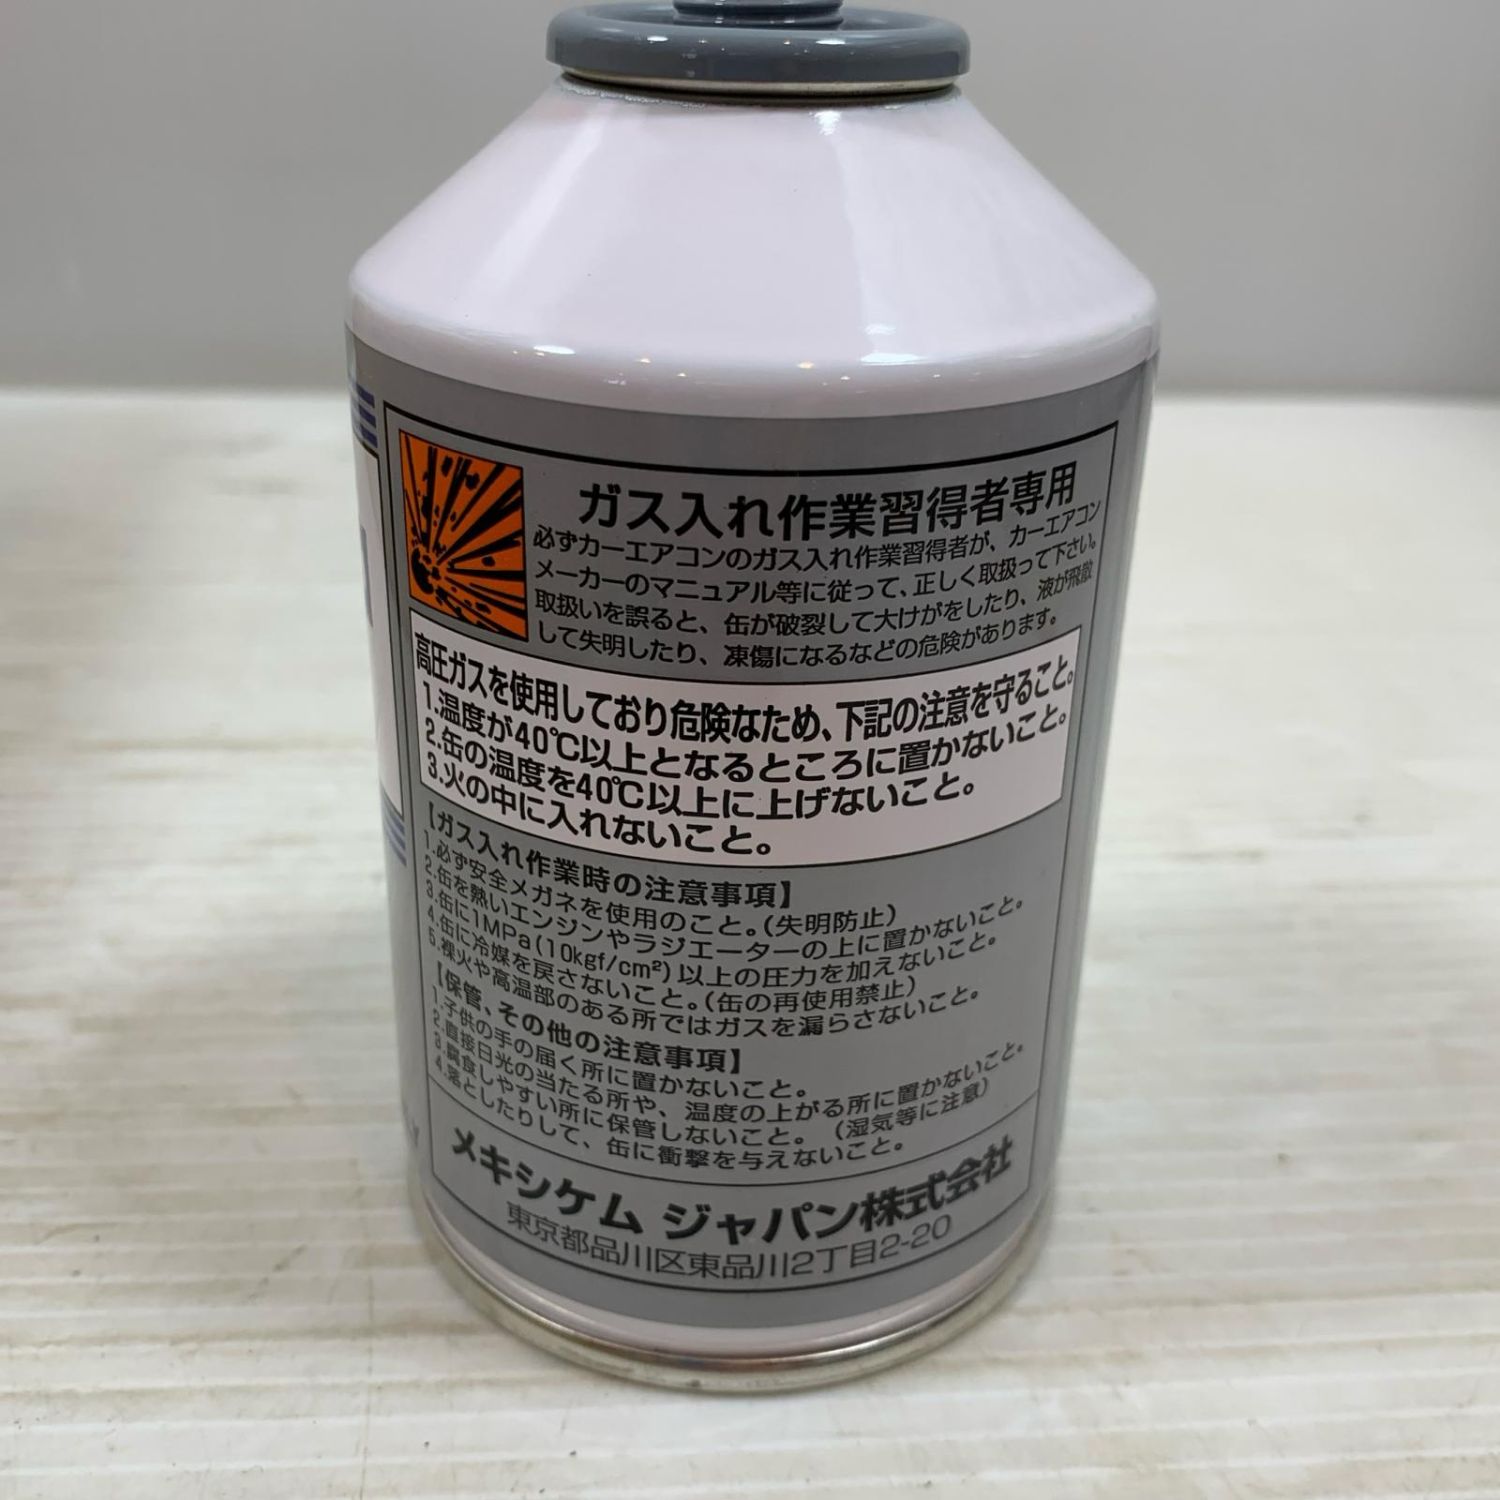 ガス入れ作業習得者専用
必ずカーエアコンのガス入れ作業習得者が、カーエアコン
メーカーのマニュアル等に従って、正しく取扱って下さい。
取扱いを誤ると、缶が破裂して大けがをしたり、液が飛散
して失明したり、凍傷になるなどの危険があります。
高圧ガスを使用しており危険なため、下記の注意を守ること。
1.温度が40℃以上となるところに置かないこと。
2.缶の温度を40℃以上に上げないこと。
3.火の中に入れないこと。
【ガス入れ作業時の注意事項】
1.必ず安全メガネを使用のこと。(失明防止)
2.缶を熱いエンジンやラジエーターの上に置かないこと。
3.缶に1MPa(10kgf/cm²)以上の圧力を加えないこと。
4.缶に冷媒を戻さないこと。(缶の再使用禁止)
5.裸火や高温部のある所ではガスを漏らさないこと。
【保管、その他の注意事項】
1.子供の手の届く所に置かないこと。
2.直接日光の当たる所や、温度の上がる所に置かないこと。
3.腐食しやすい所に保管しないこと。(湿気等に注意)
4.落としたりして、缶に衝撃を与えないこと。
メキシケム ジャパン株式会社
東京都品川区東品川2丁目2-20